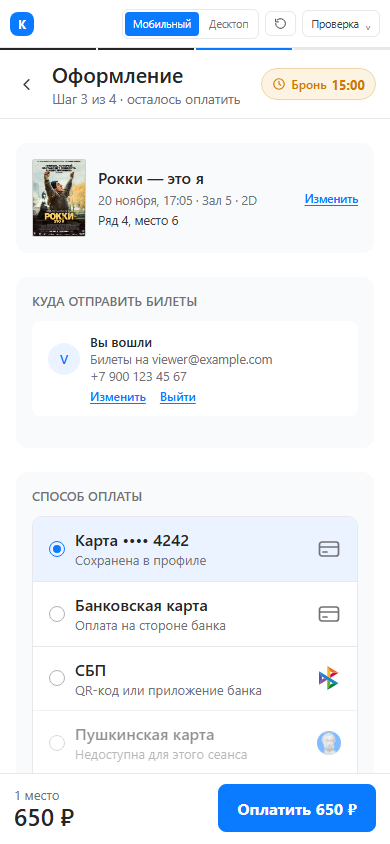 К
Мобильный
Десктоп
Проверка
Оформление
Шаг 3 из 4 · осталось оплатить
Бронь 15:00
РОККИ
ЭТО Я
Рокки — это я
20 ноября, 17:05 · Зал 5 · 2D
Ряд 4, место 6
Изменить
КУДА ОТПРАВИТЬ БИЛЕТЫ
V
Вы вошли
Билеты на viewer@example.com
+7 900 123 45 67
Изменить
Выйти
СПОСОБ ОПЛАТЫ
Карта •••• 4242
Сохранена в профиле
Банковская карта
Оплата на стороне банка
СБП
QR-код или приложение банка
Пушкинская карта
Недоступна для этого сеанса
1 место
650 ₽
Оплатить 650 ₽